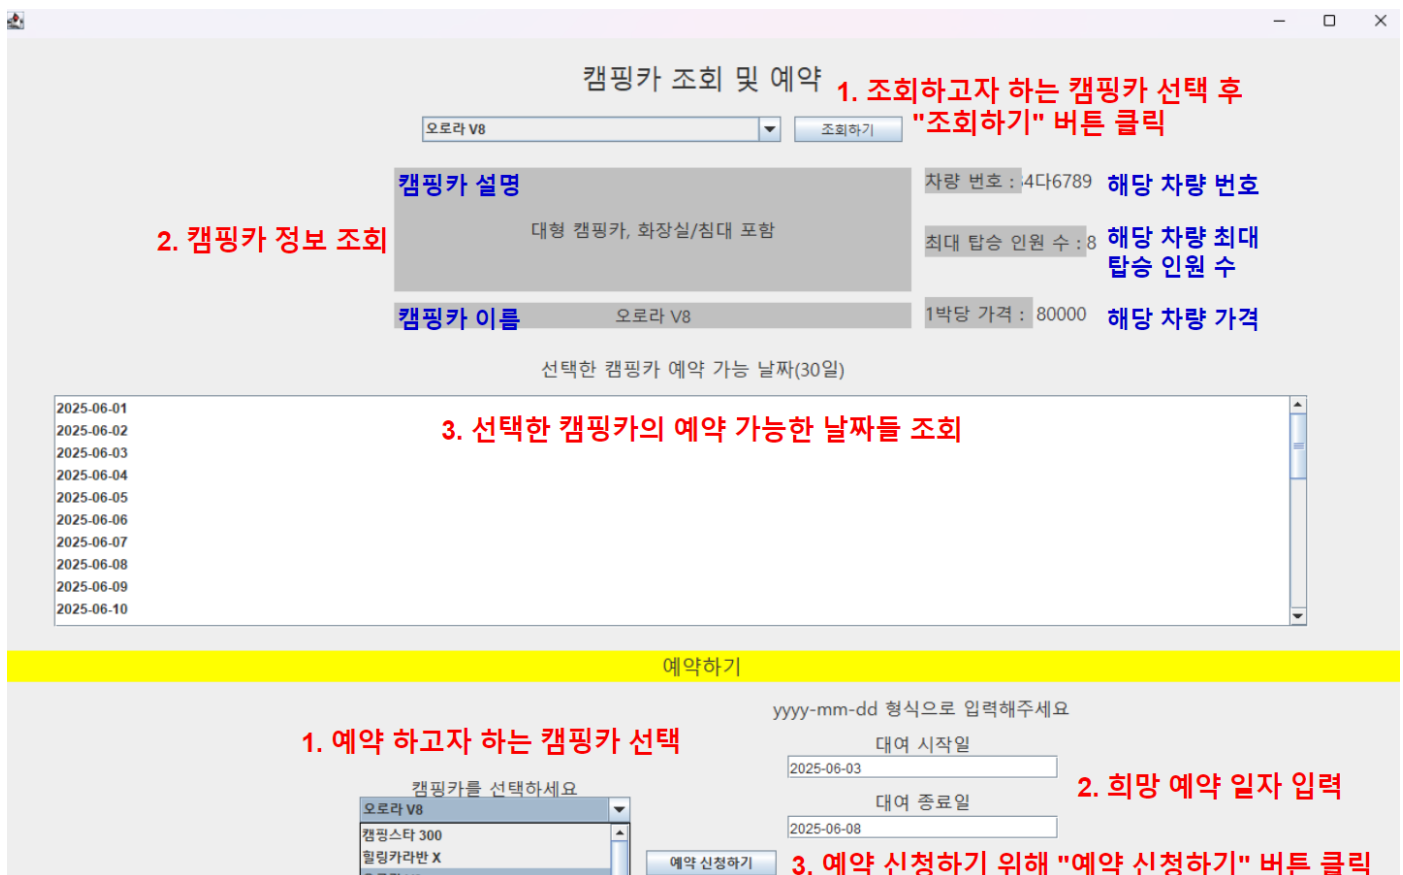 캠핑카 조회 및 예약
1. 조회하고자 하는 캠핑카 선택 후
"조회하기" 버튼 클릭
오로라 V8
조회하기
캠핑카 설명
대형 캠핑카, 화장실/침대 포함
차량 번호 : 4다6789
해당 차량 번호
2. 캠핑카 정보 조회
최대 탑승 인원 수 : 8
해당 차량 최대
탑승 인원 수
캠핑카 이름
오로라 V8
1박당 가격 : 80000
해당 차량 가격
선택한 캠핑카 예약 가능 날짜(30일)
2025-06-01
2025-06-02
2025-06-03
2025-06-04
2025-06-05
2025-06-06
2025-06-07
2025-06-08
2025-06-09
2025-06-10
3. 선택한 캠핑카의 예약 가능한 날짜들 조회
예약하기
yyyy-mm-dd 형식으로 입력해주세요
1. 예약 하고자 하는 캠핑카 선택
대여 시작일
2025-06-03
캠핑카를 선택하세요
2. 희망 예약 일자 입력
오로라 V8
대여 종료일
2025-06-08
캠핑스타 300
힐링카라반 X
예약 신청하기
3. 예약 신청하기 위해 "예약 신청하기" 버튼 클릭